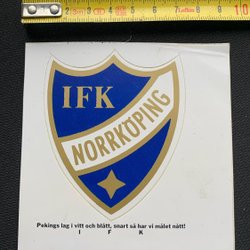 IFK
NORRKÖPING
Pekings lag i vitt och blått, snart så har vi målet nått!
I F K